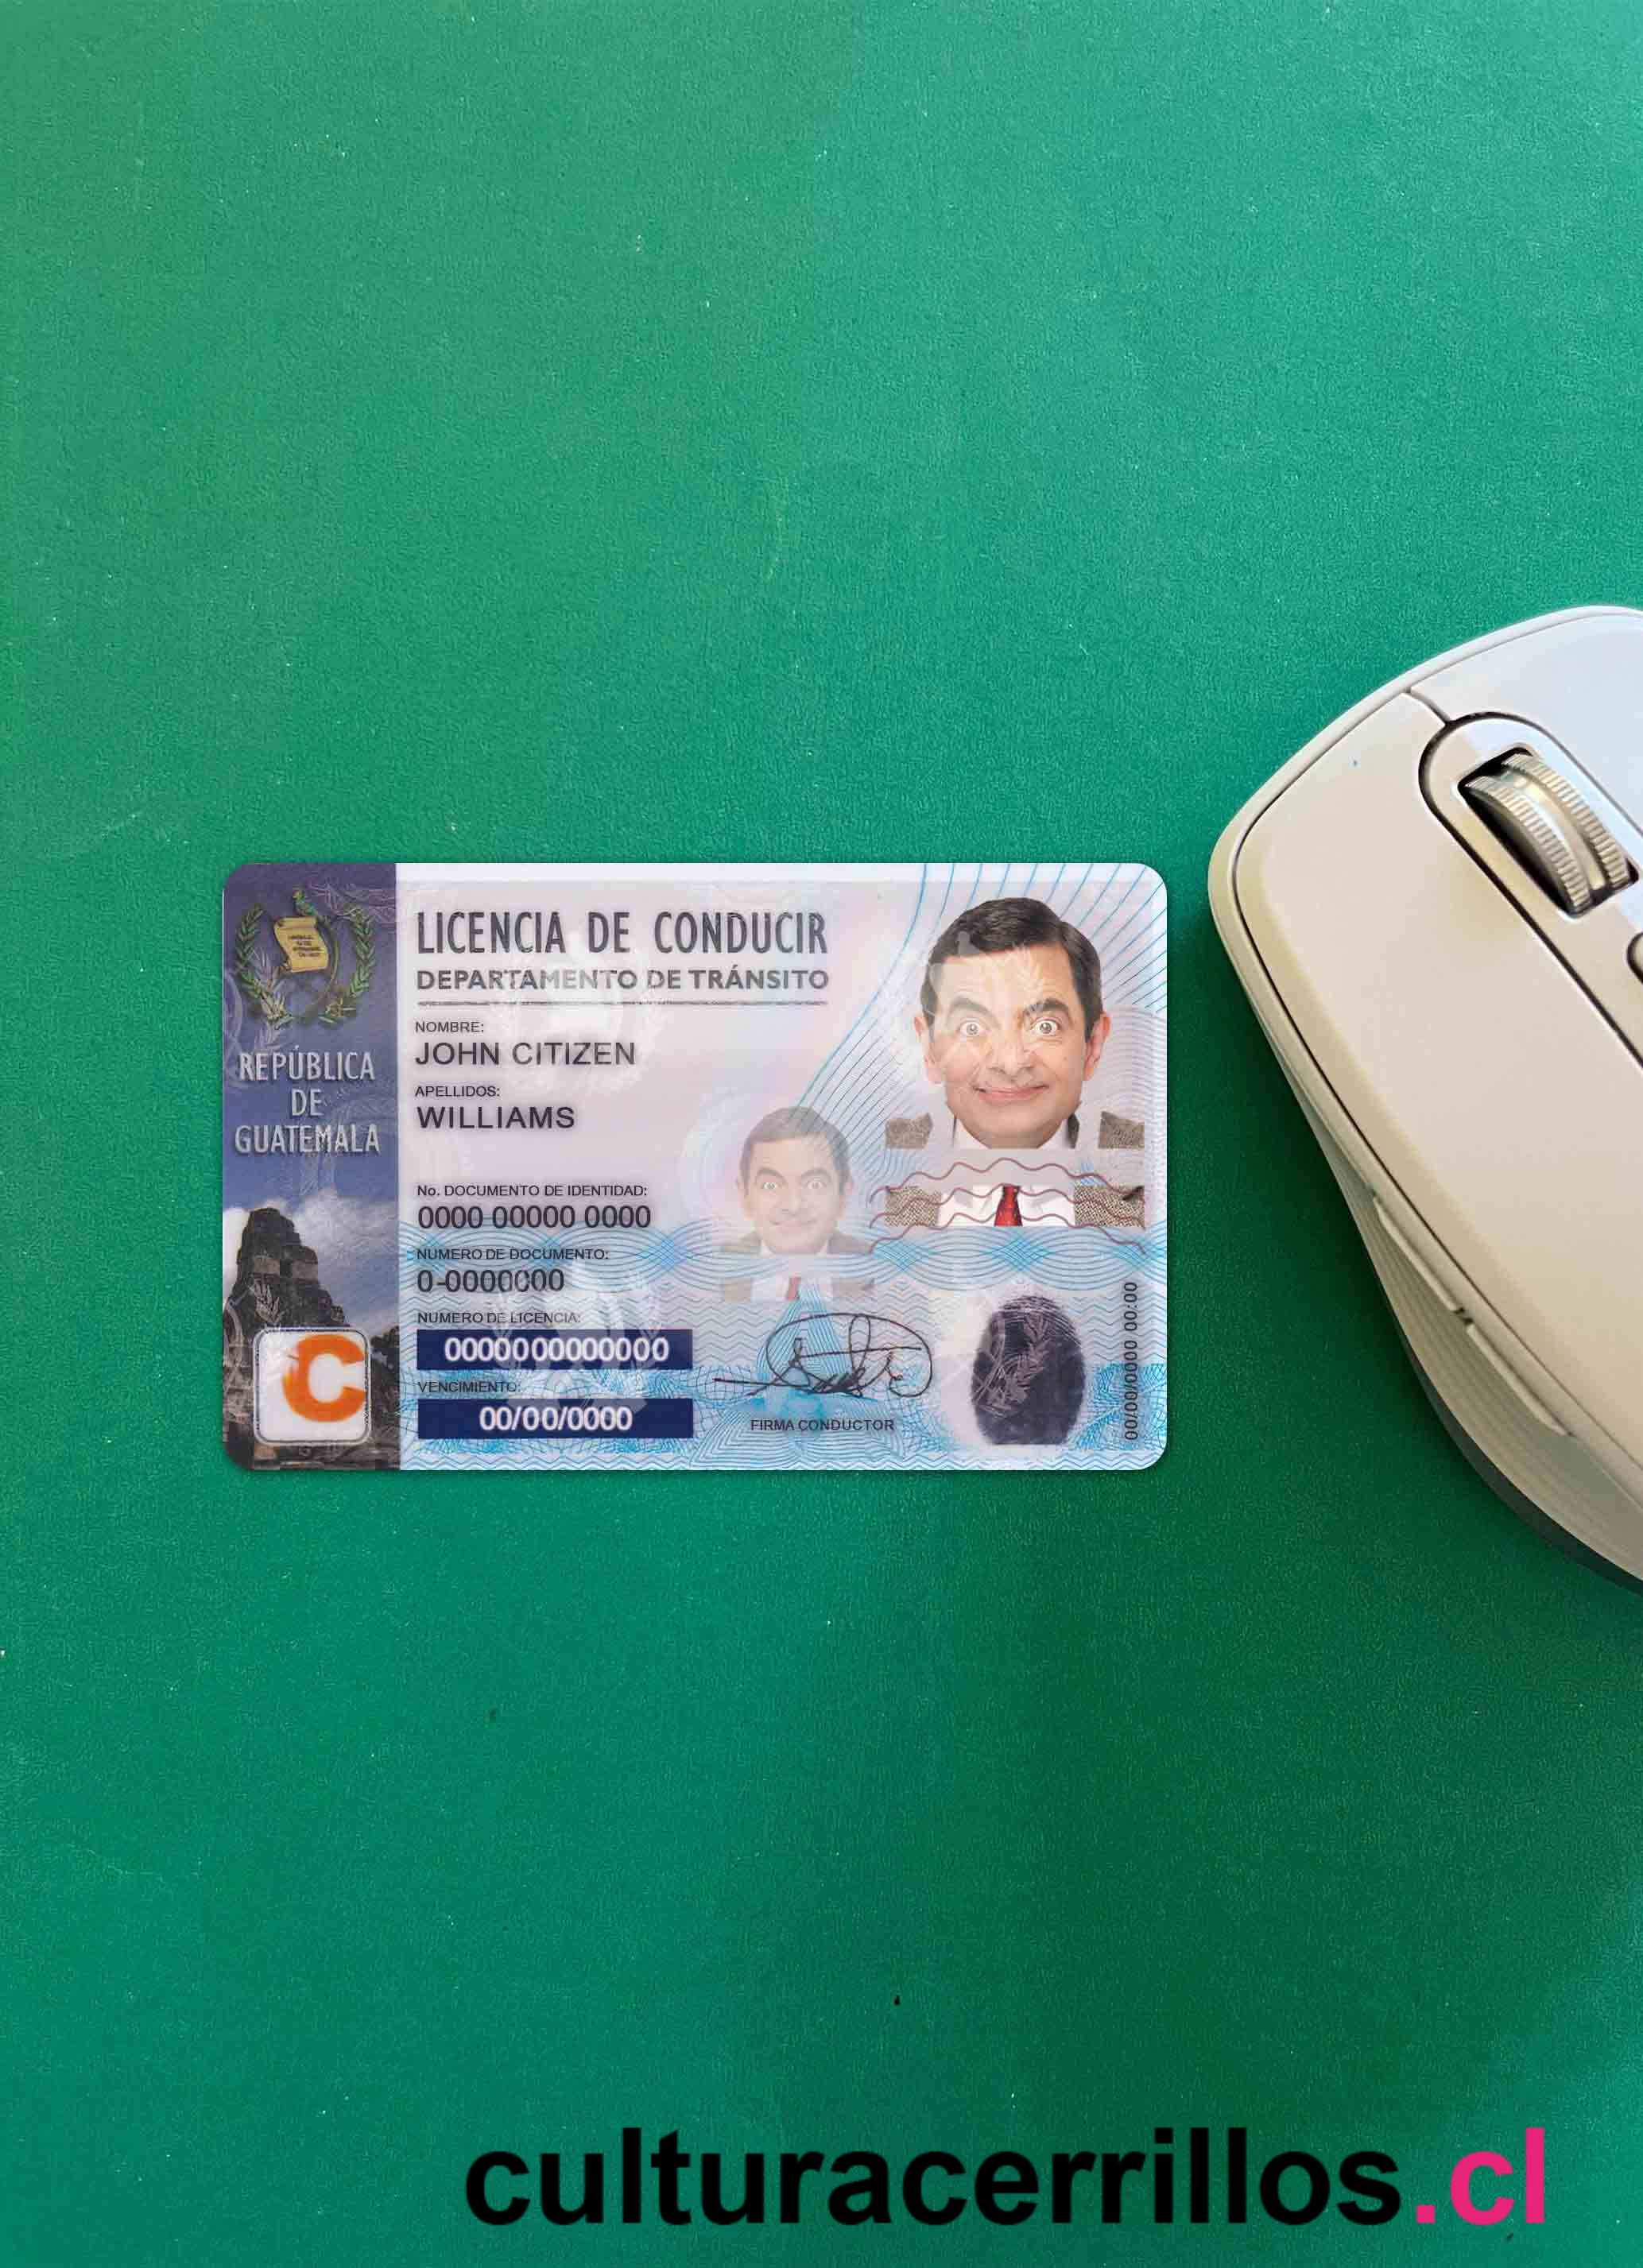 LICENCIA DE CONDUCIR
DEPARTAMENTO DE TRÁNSITO
REPÚBLICA
DE
GUATEMALA
C
NOMBRE:
JOHN CITIZEN
APELLIDOS:
WILLIAMS
No. DOCUMENTO DE IDENTIDAD:
0000 00000 0000
NUMERO DE DOCUMENTO:
0-0000000
NUMERO DE LICENCIA:
0000000000000
VENCIMIENTO:
00/00/0000
FIRMA CONDUCTOR
00/00/0000 00:00
culturacerrillos.cl